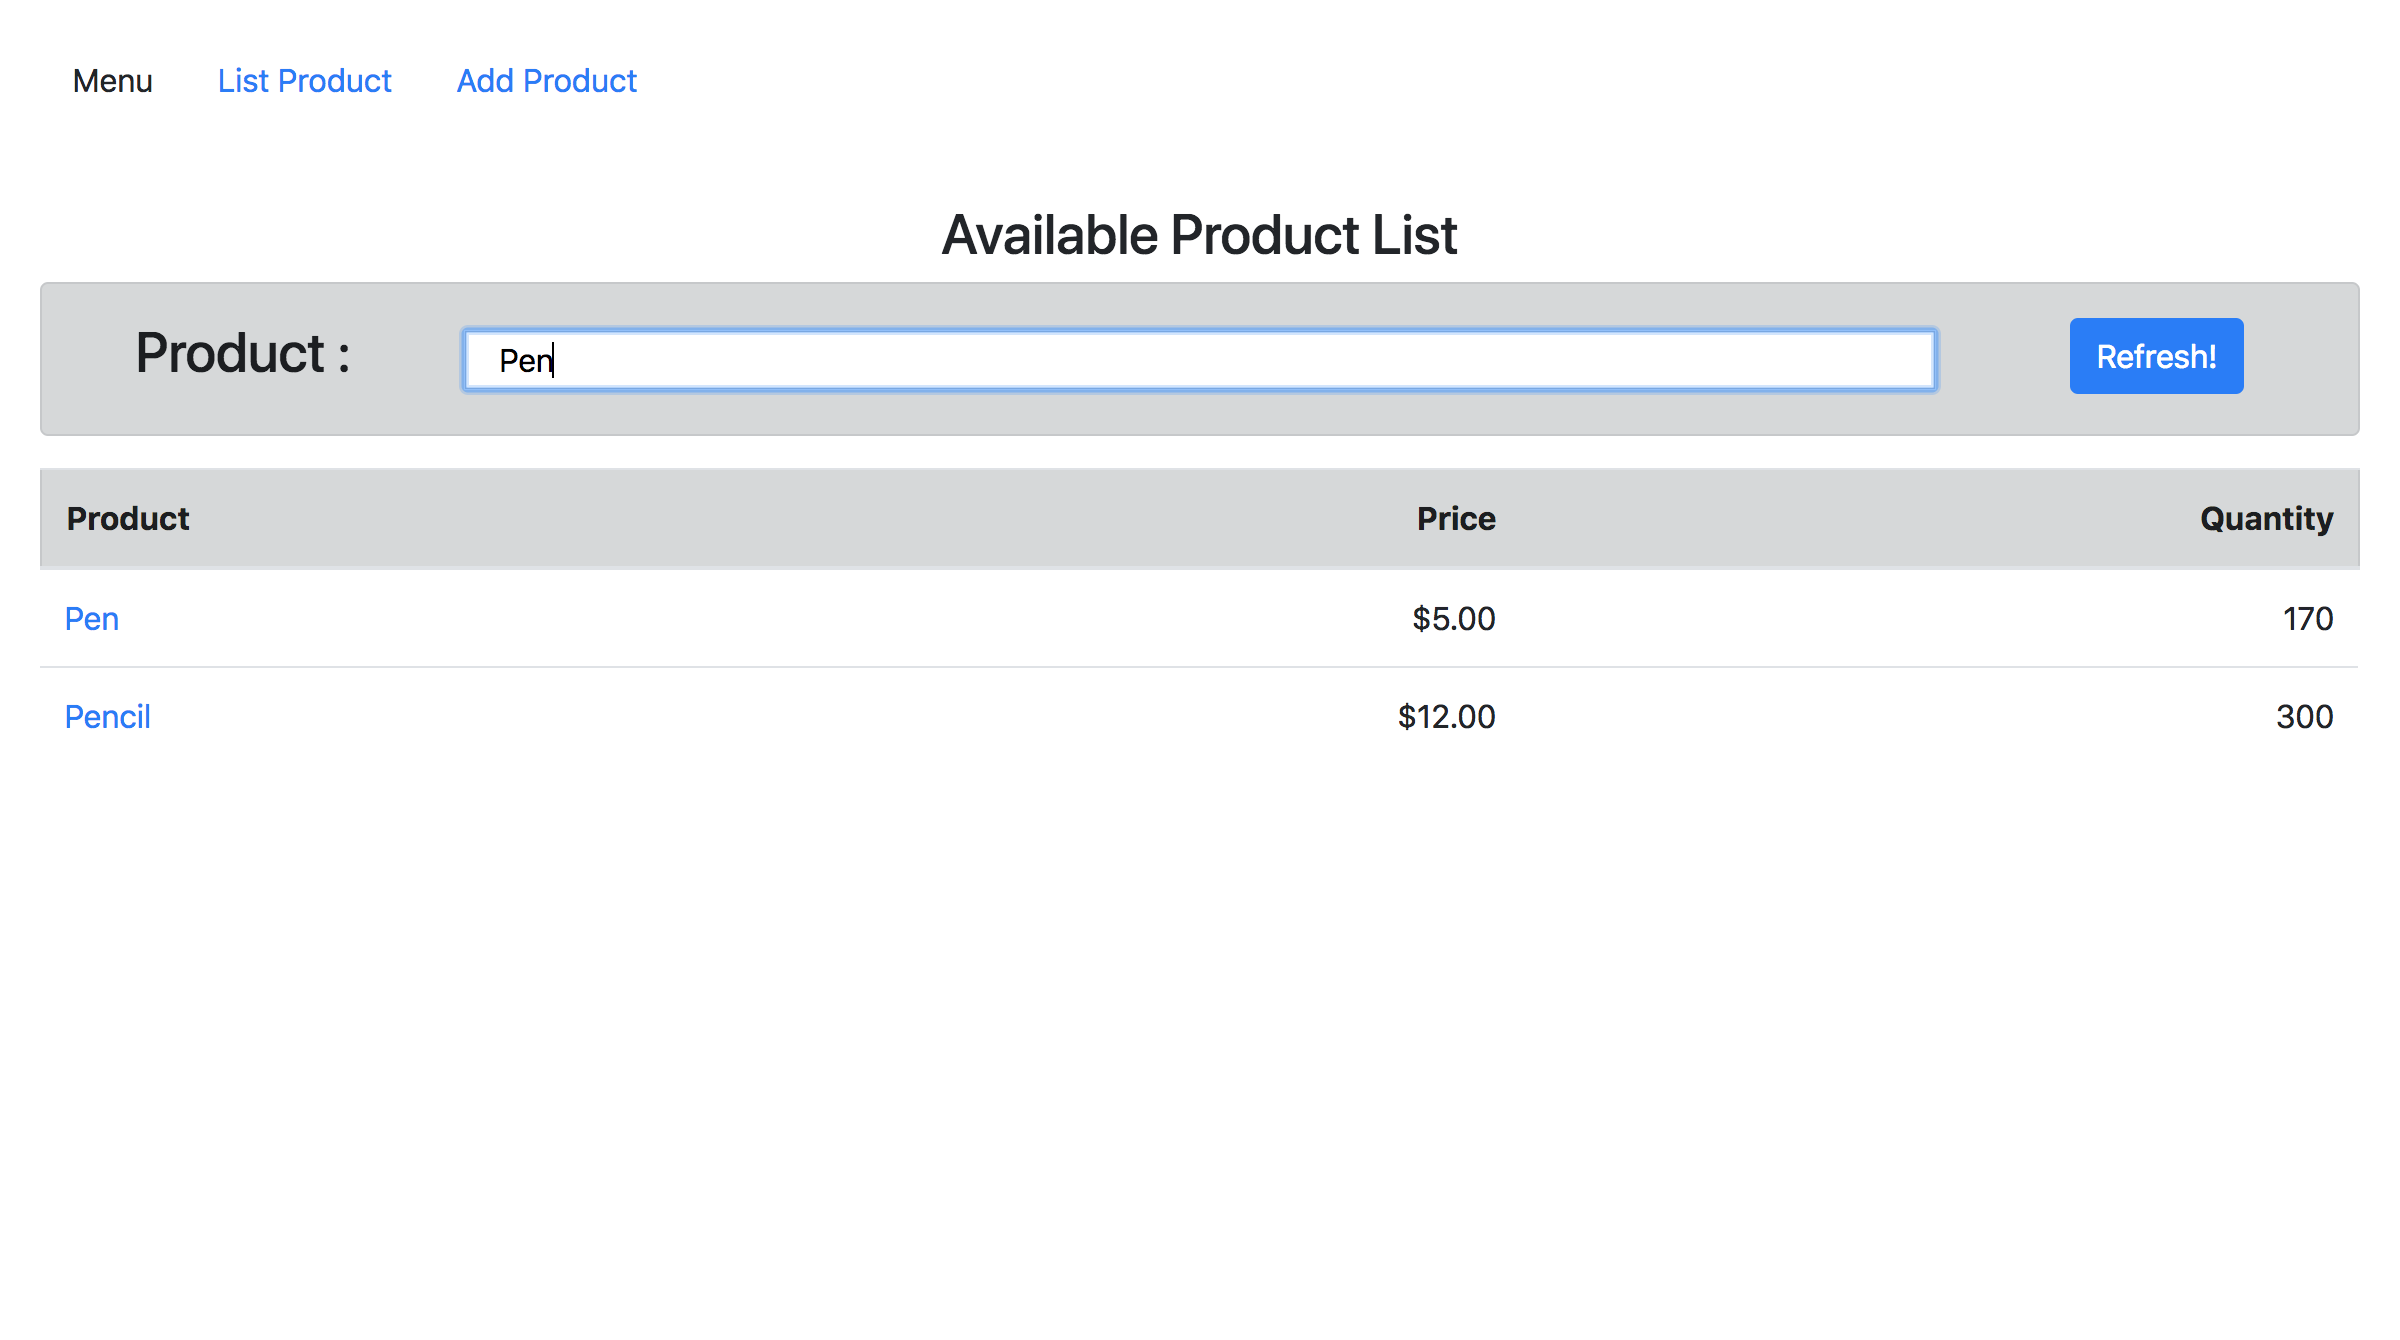 Menu List Product Add Product
Available Product List
Product : Pen Refresh!
Product Price Quantity
Pen $5.00 170
Pencil $12.00 300